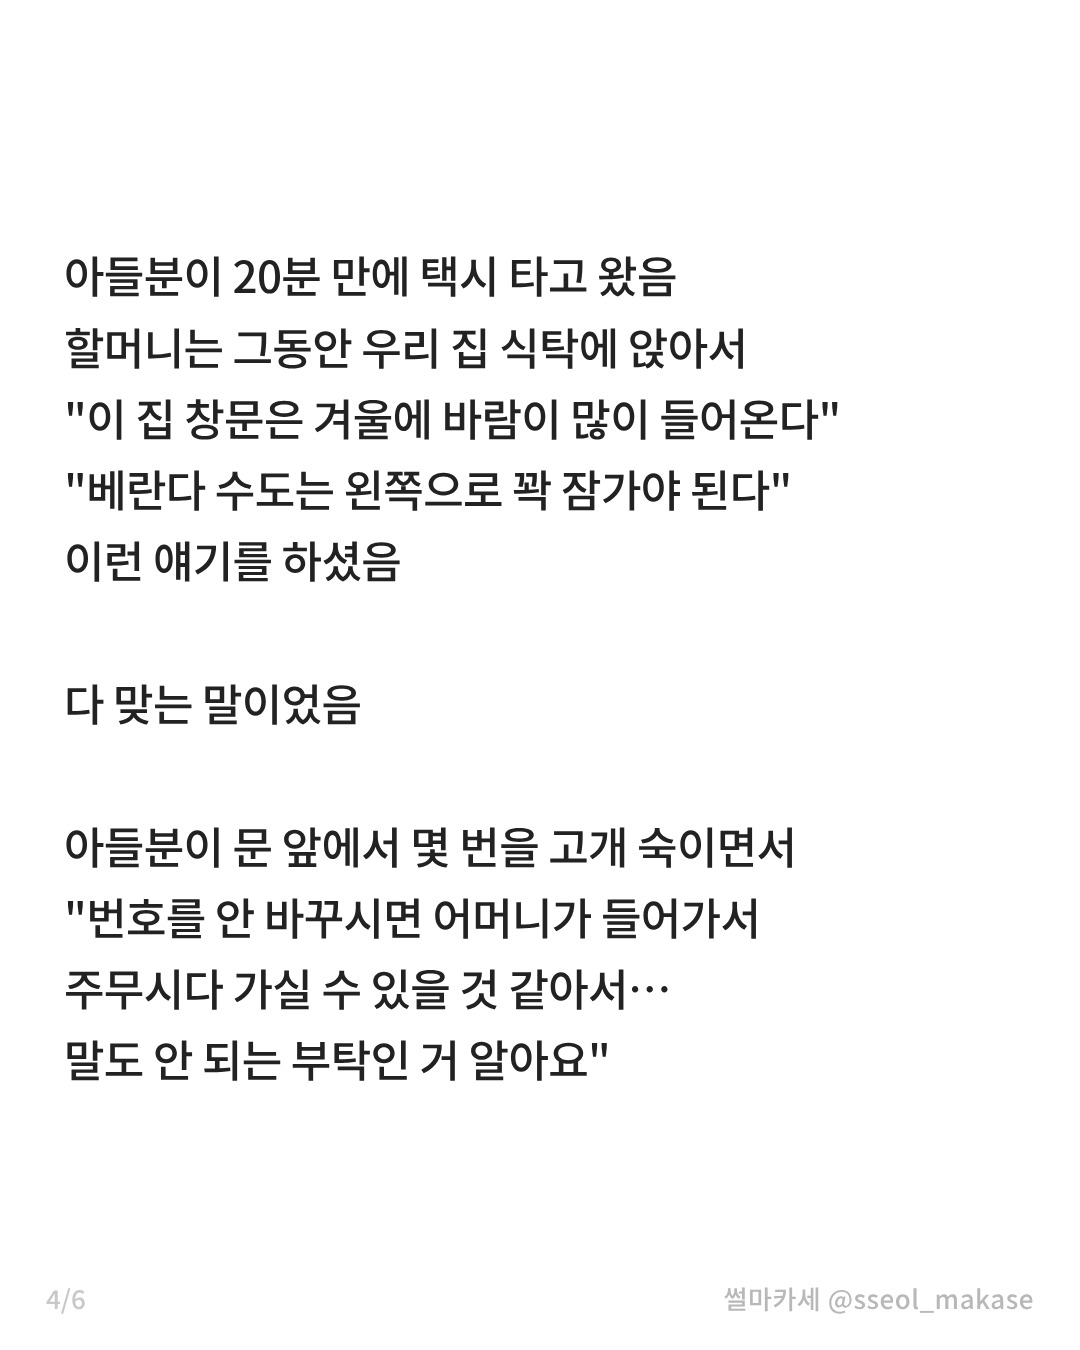 아들분이 20분 만에 택시 타고 왔음
할머니는 그동안 우리 집 식탁에 앉아서
"이 집 창문은 겨울에 바람이 많이 들어온다"
"베란다 수도는 왼쪽으로 꽉 잠가야 된다"
이런 얘기를 하셨음
다 맞는 말이었음
아들분이 문 앞에서 몇 번을 고개 숙이면서
"번호를 안 바꾸시면 어머니가 들어가서
주무시다 가실 수 있을 것 같아서…
말도 안 되는 부탁인 거 알아요"
4/6
썰마카세 @sseol_makase